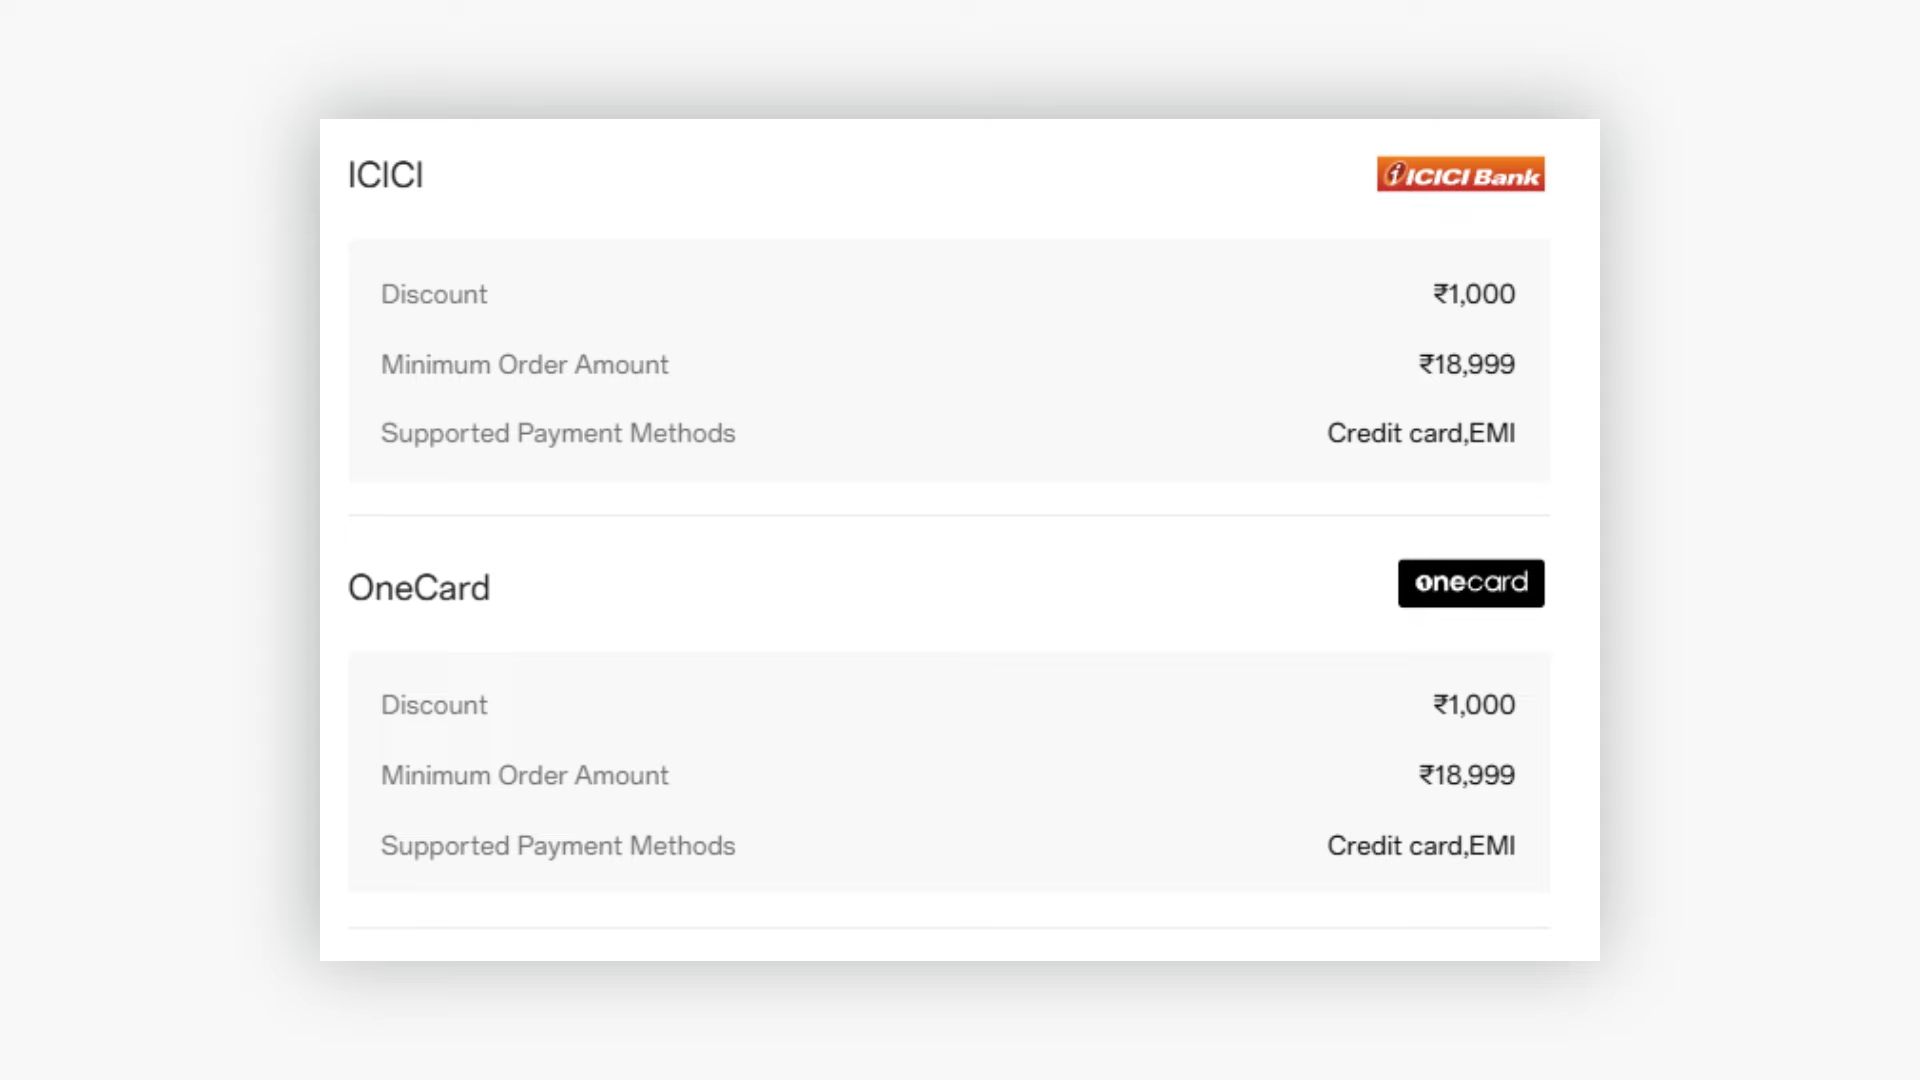 ICICI
ICICI Bank
Discount ₹1,000
Minimum Order Amount ₹18,999
Supported Payment Methods Credit card,EMI
OneCard
onecard
Discount ₹1,000
Minimum Order Amount ₹18,999
Supported Payment Methods Credit card,EMI